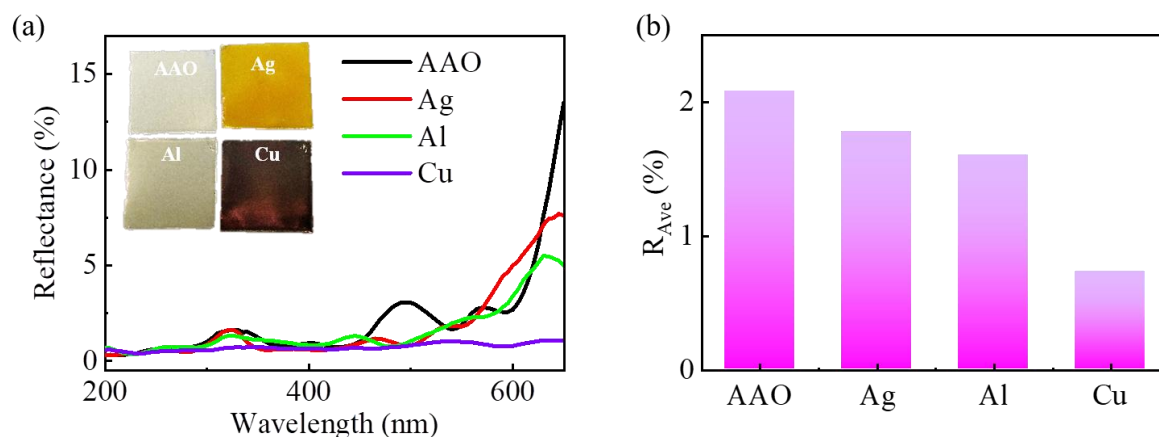 (a)
Reflectance (%)
15
10
5
0
200
400
600
Wavelength (nm)
AAO
Ag
Al
Cu
AAO
Ag
Al
Cu
(b)
R_Ave (%)
2
1
0
AAO
Ag
Al
Cu